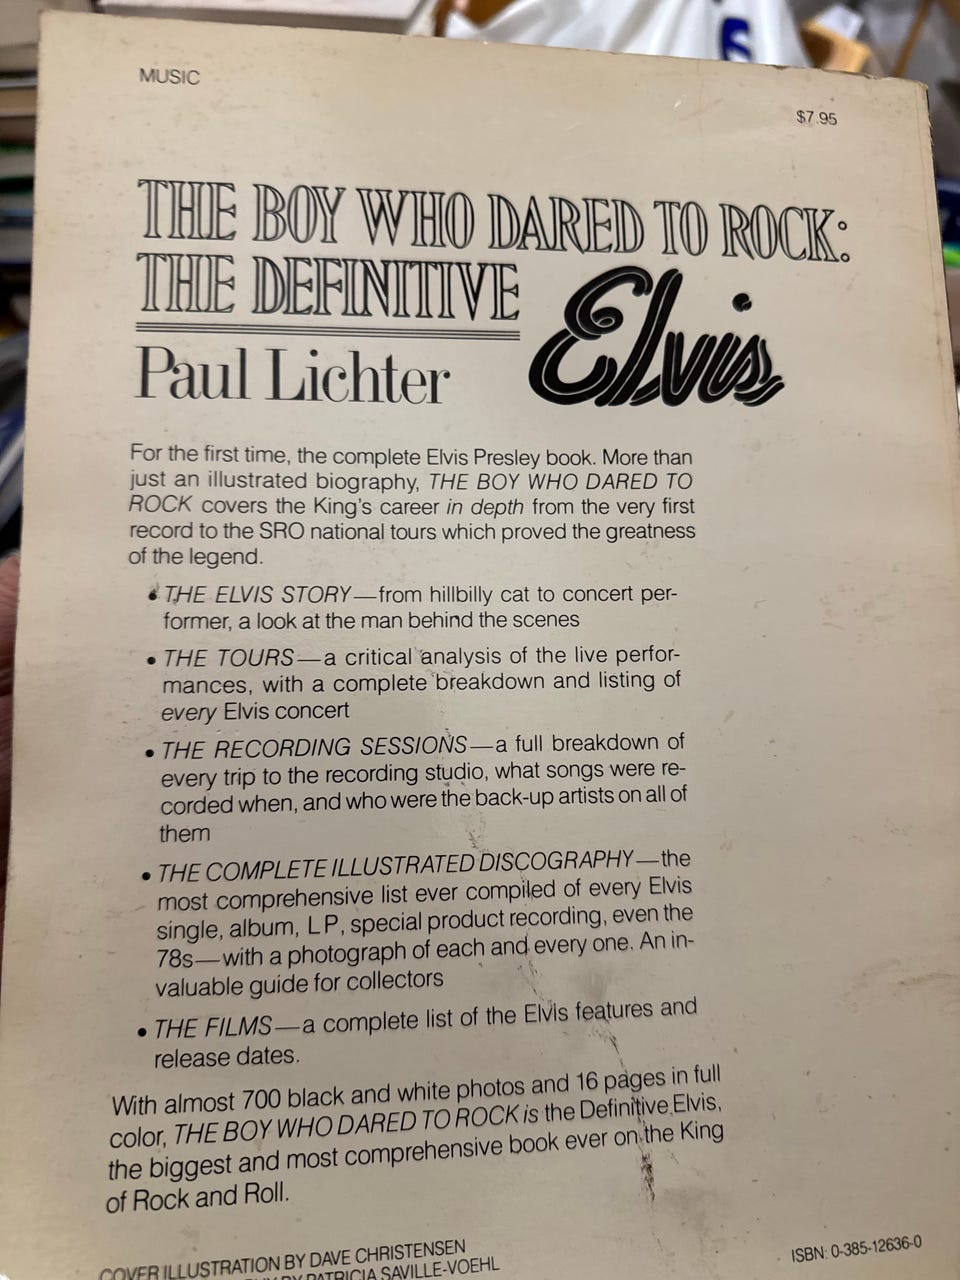 MUSIC
$7.95
THE BOY WHO DARED TO ROCK:
THE DEFINITIVE Elvis
Paul Lichter
For the first time, the complete Elvis Presley book. More than
just an illustrated biography, THE BOY WHO DARED TO
ROCK covers the King's career in depth from the very first
record to the SRO national tours which proved the greatness
of the legend.
• THE ELVIS STORY—from hillbilly cat to concert per-
former, a look at the man behind the scenes
• THE TOURS—a critical analysis of the live perfor-
mances, with a complete breakdown and listing of
every Elvis concert
• THE RECORDING SESSIONS—a full breakdown of
every trip to the recording studio, what songs were re-
corded when, and who were the back-up artists on all of
them
• THE COMPLETE ILLUSTRATED DISCOGRAPHY—the
most comprehensive list ever compiled of every Elvis
single, album, LP, special product recording, even the
78s—with a photograph of each and every one. An in-
valuable guide for collectors
• THE FILMS—a complete list of the Elvis features and
release dates.
With almost 700 black and white photos and 16 pages in full
color, THE BOY WHO DARED TO ROCK is the Definitive Elvis,
the biggest and most comprehensive book ever on the King
of Rock and Roll.
COVER ILLUSTRATION BY DAVE CHRISTENSEN
BY PATRICIA SAVILLE-VOEHL
ISBN: 0-385-12636-0